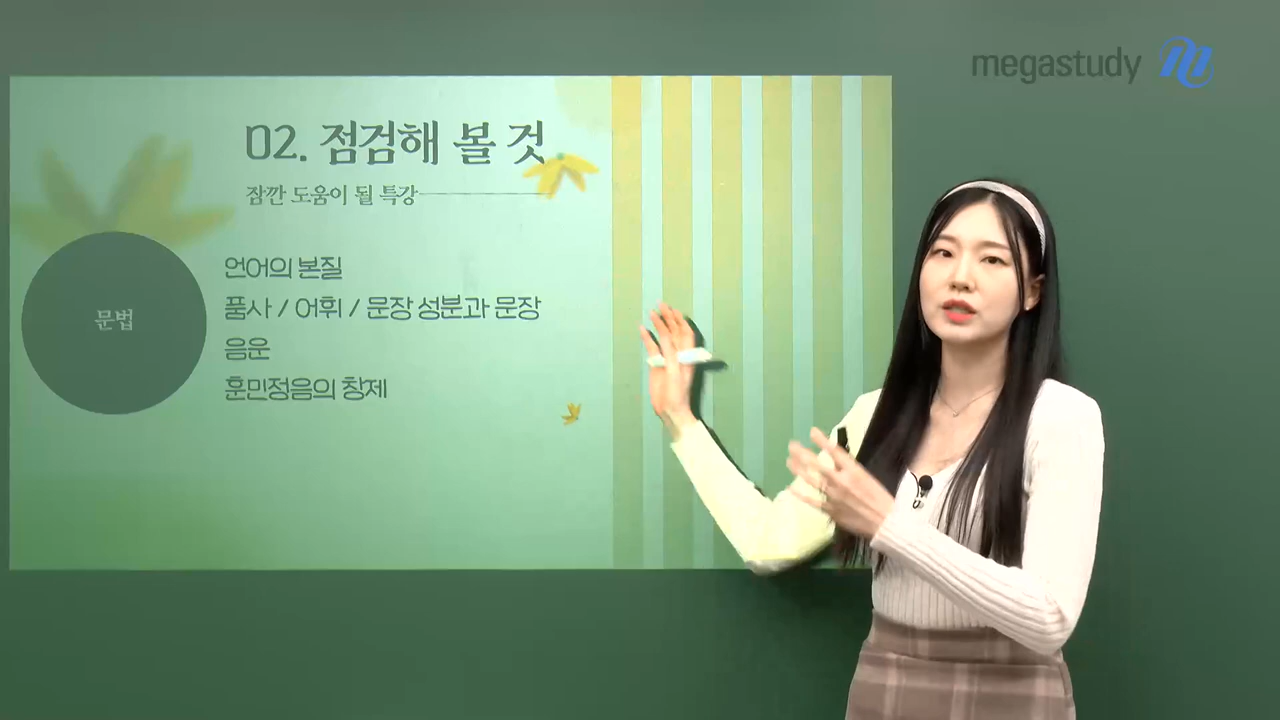 megastudy
02. 점검해 볼 것
잠깐 도움이 될 특강
문법
언어의 본질
품사 / 어휘 / 문장 성분과 문장
음운
훈민정음의 창제